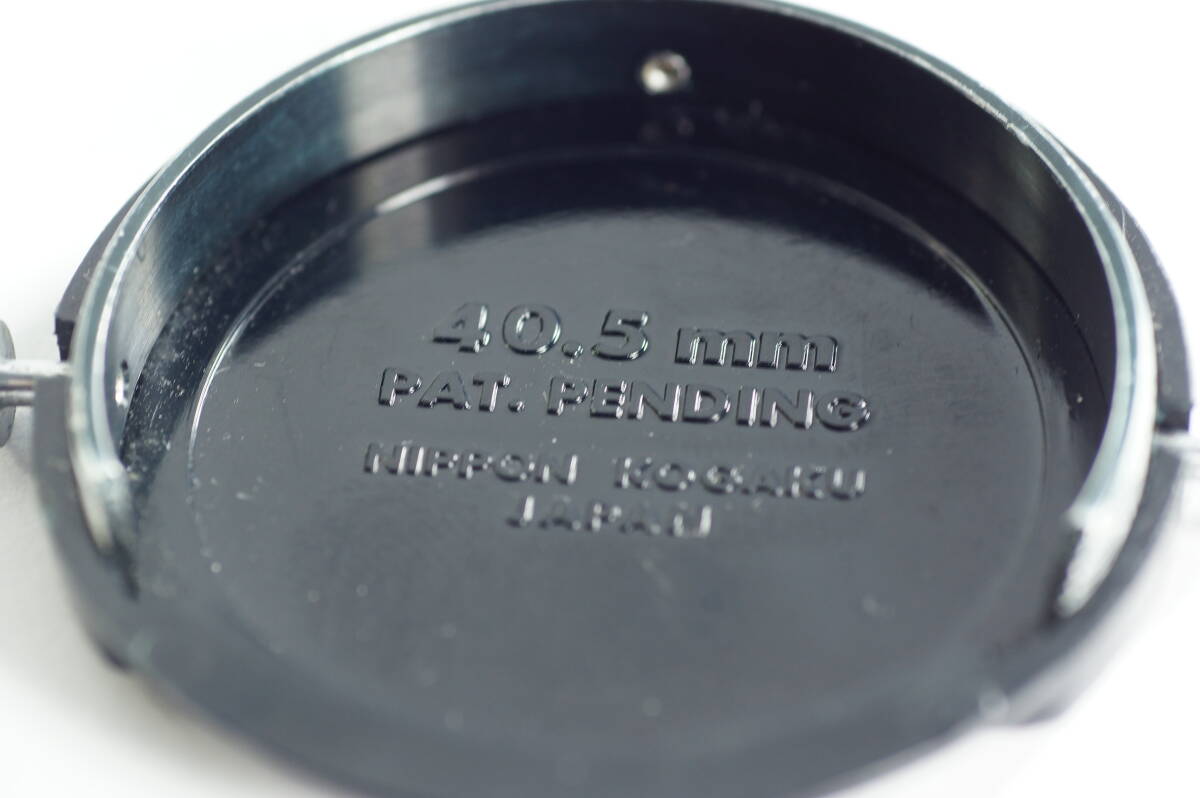 40.5 mm
PAT. PENDING
NIPPON KOGAKU
JAPAN